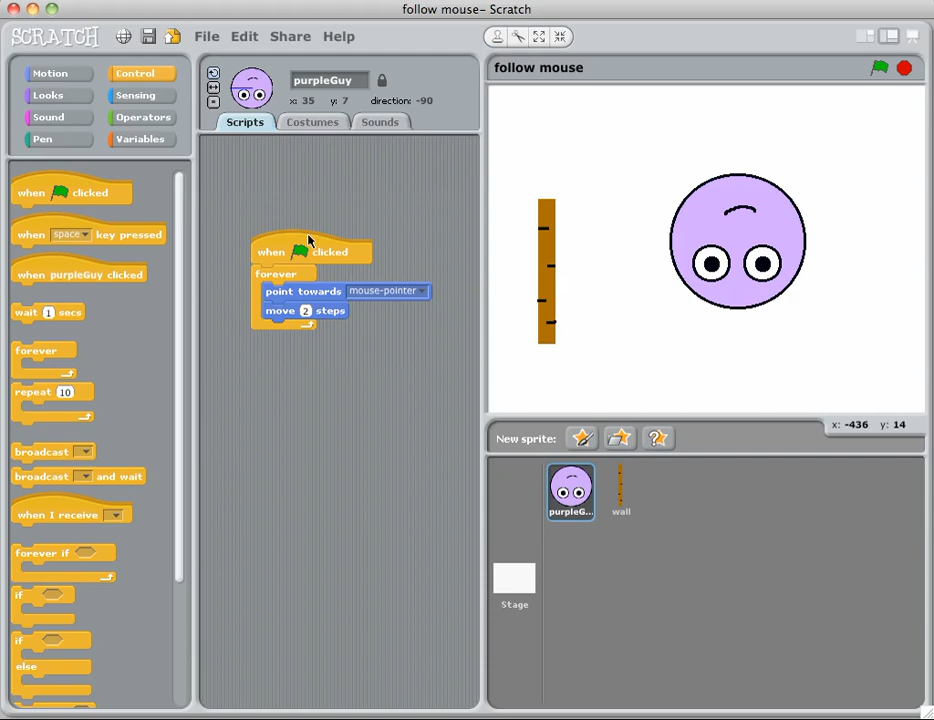 follow mouse- Scratch
SCRATCH File Edit Share Help
Motion Control
Looks Sensing
Sound Operators
Pen Variables
purpleGuy
x: 35 y: 7 direction: -90
Scripts Costumes Sounds
follow mouse
when clicked
when space key pressed
when purpleGuy clicked
wait 1 secs
forever
repeat 10
broadcast
broadcast and wait
when I receive
forever if
if
if
else
when clicked
forever
point towards mouse-pointer
move 2 steps
x: -436 y: 14
New sprite:
purpleG...
wall
Stage